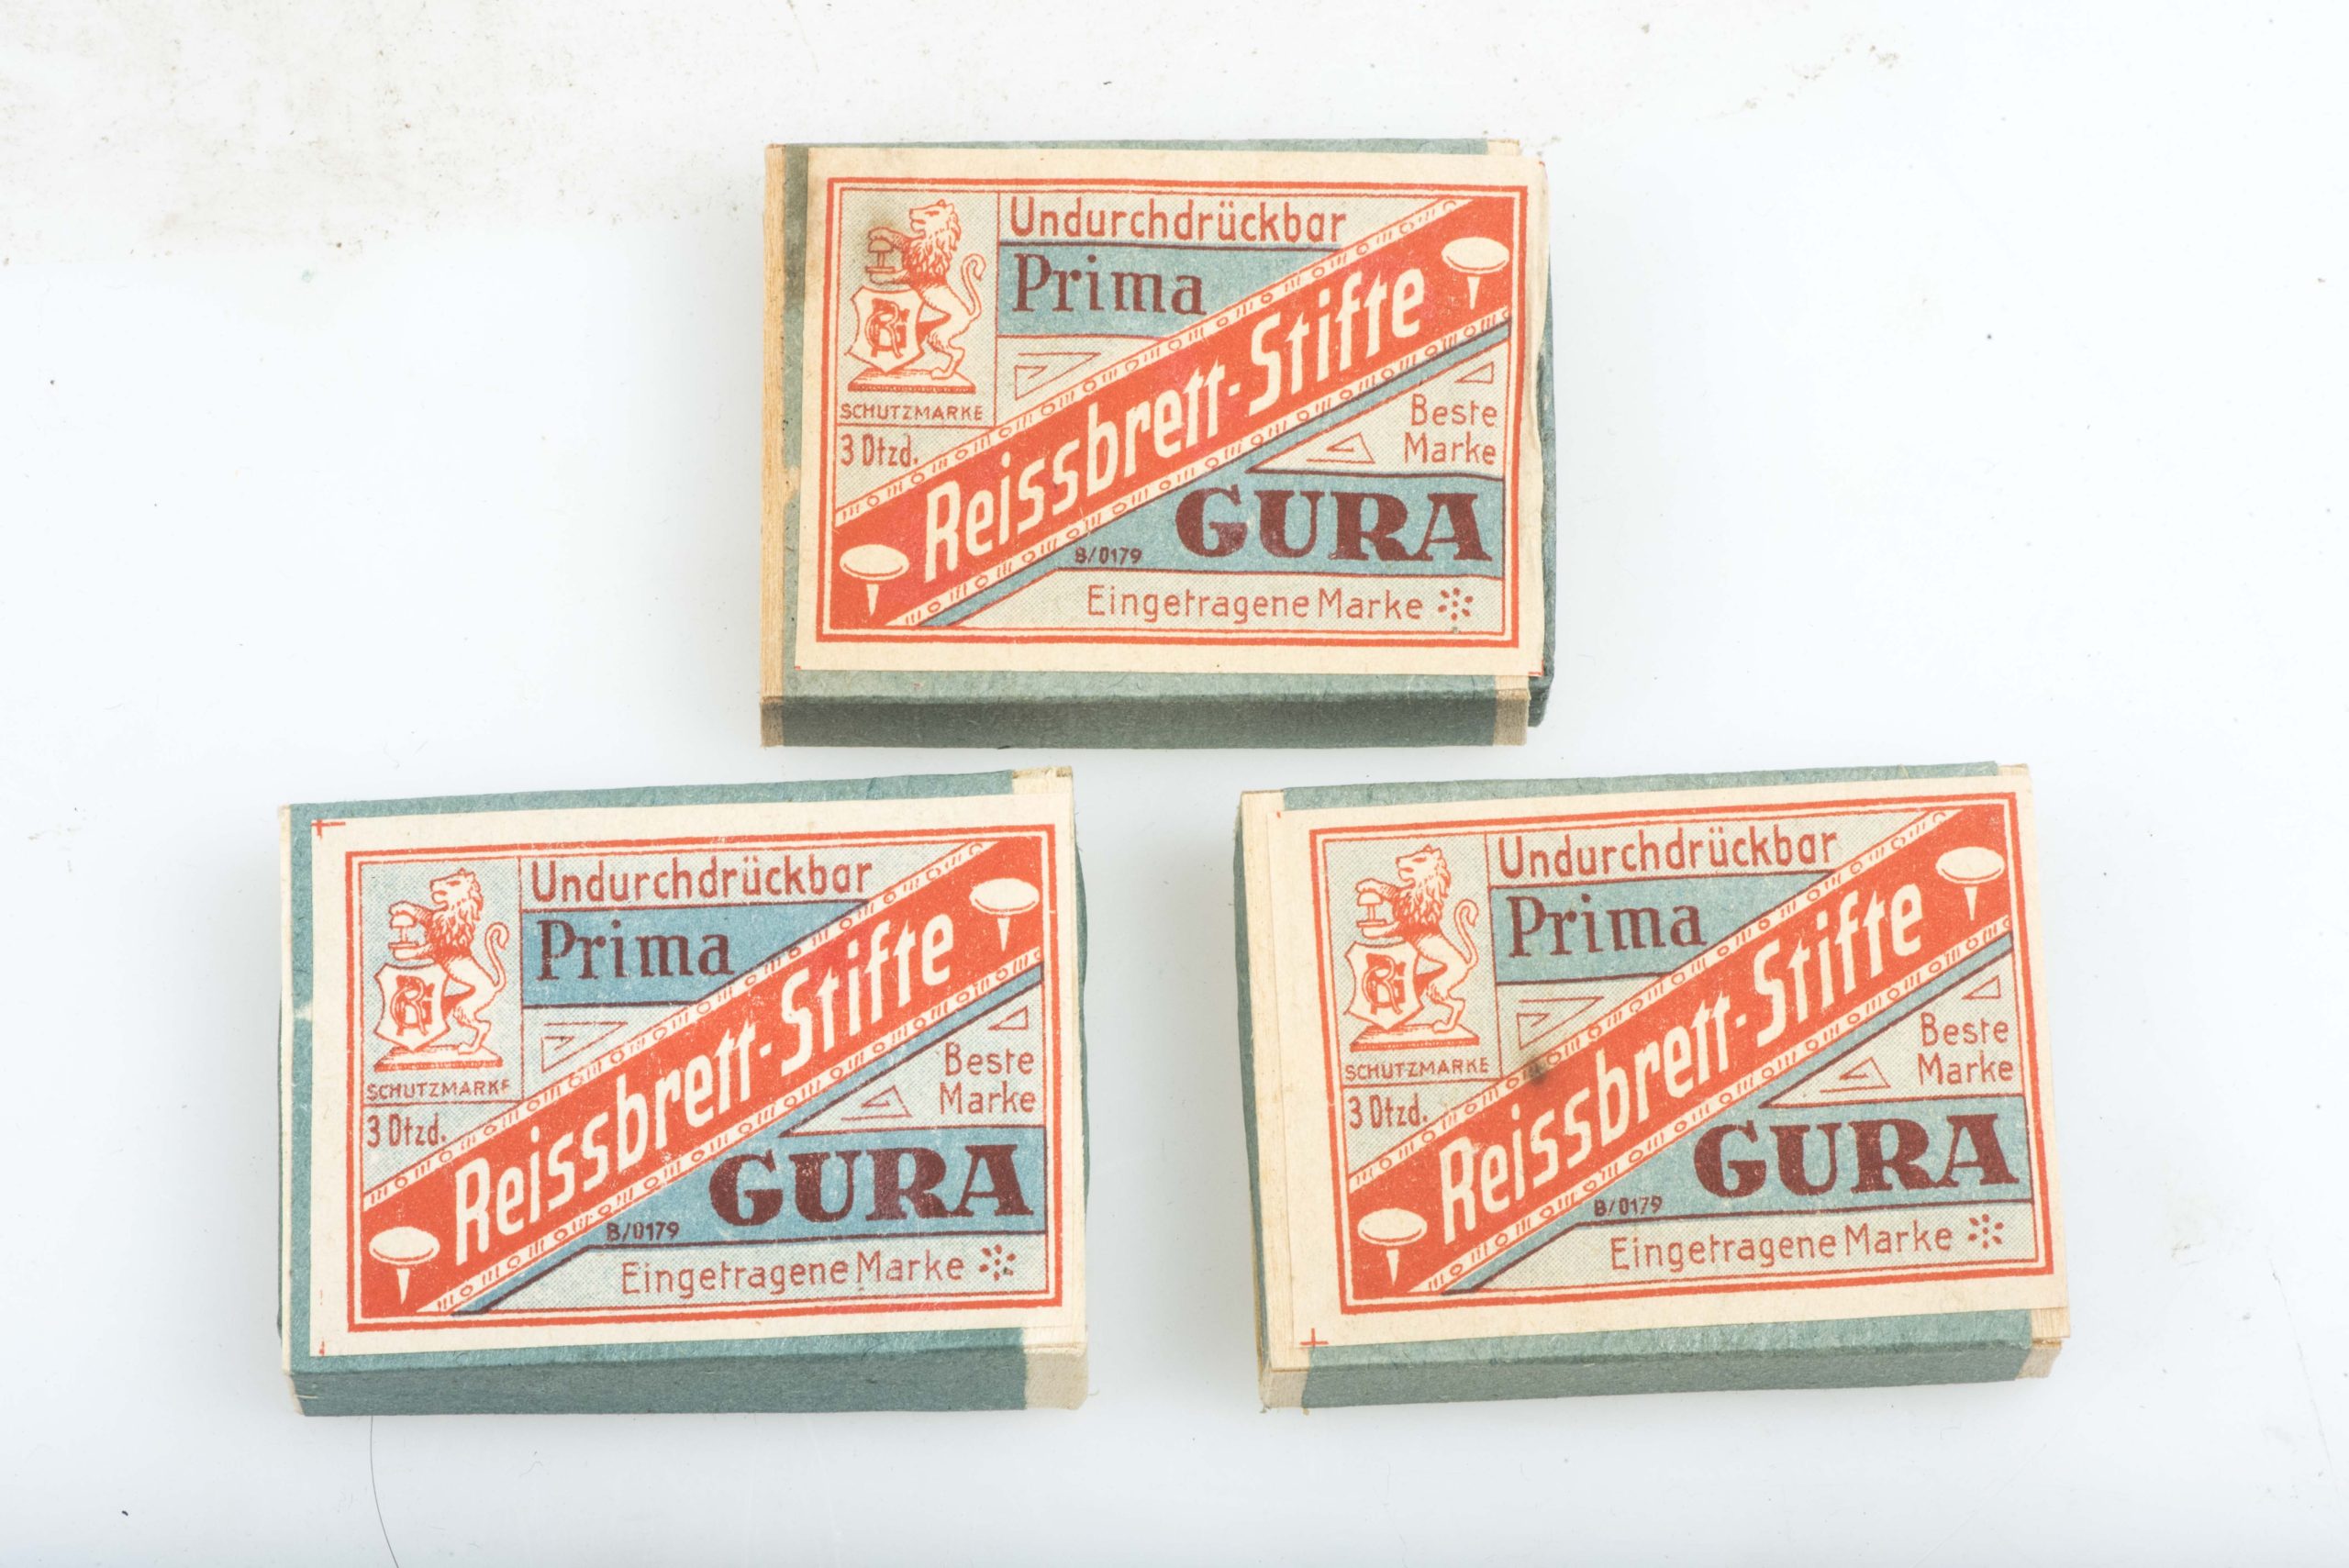 Undurchdrückbar
Prima
SCHUTZMARKE
3 Dtzd.
Reissbrett-Stifte
Beste
Marke
GURA
B/0179
Eingetragene Marke
Undurchdrückbar
Prima
SCHUTZMARKE
3 Dtzd.
Reissbrett-Stifte
Beste
Marke
GURA
B/0179
Eingetragene Marke
Undurchdrückbar
Prima
SCHUTZMARKE
3 Dtzd.
Reissbrett-Stifte
Beste
Marke
GURA
B/0179
Eingetragene Marke